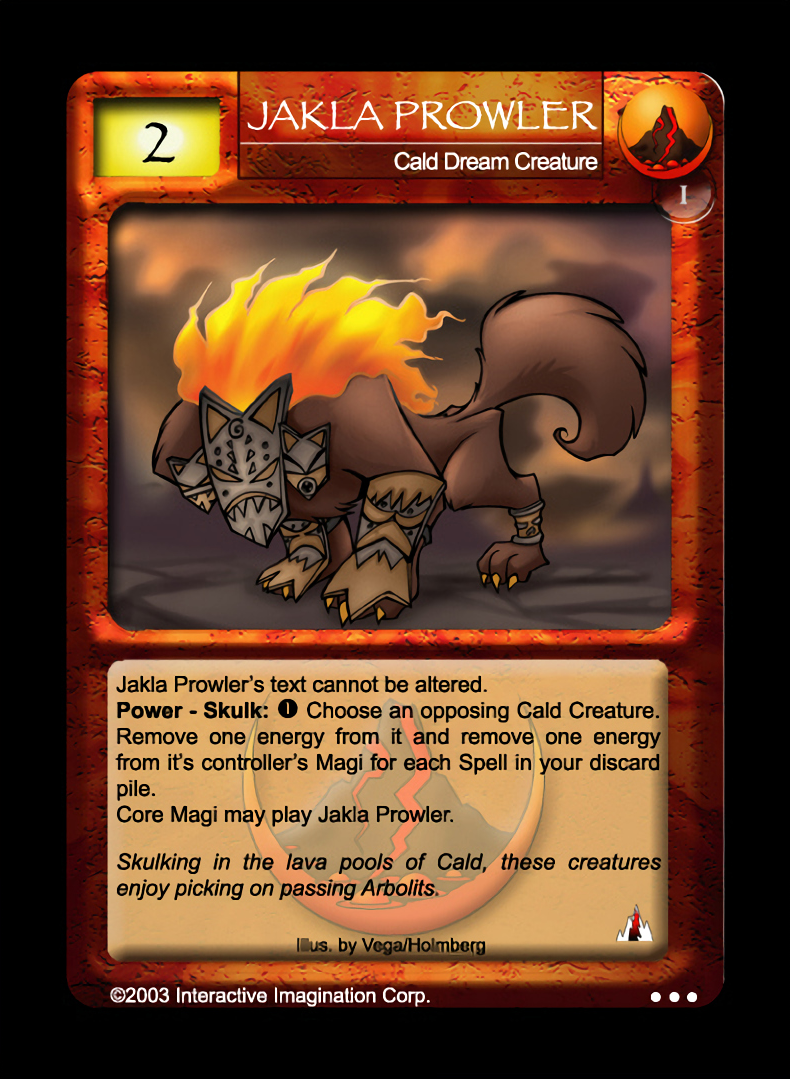 2
JAKLA PROWLER
Cald Dream Creature
I
Jakla Prowler's text cannot be altered.
Power - Skulk: 1 Choose an opposing Cald Creature.
Remove one energy from it and remove one energy
from it's controller's Magi for each Spell in your discard
pile.
Core Magi may play Jakla Prowler.
Skulking in the lava pools of Cald, these creatures
enjoy picking on passing Arbolits.
Illus. by Vega/Holmberg
©2003 Interactive Imagination Corp.